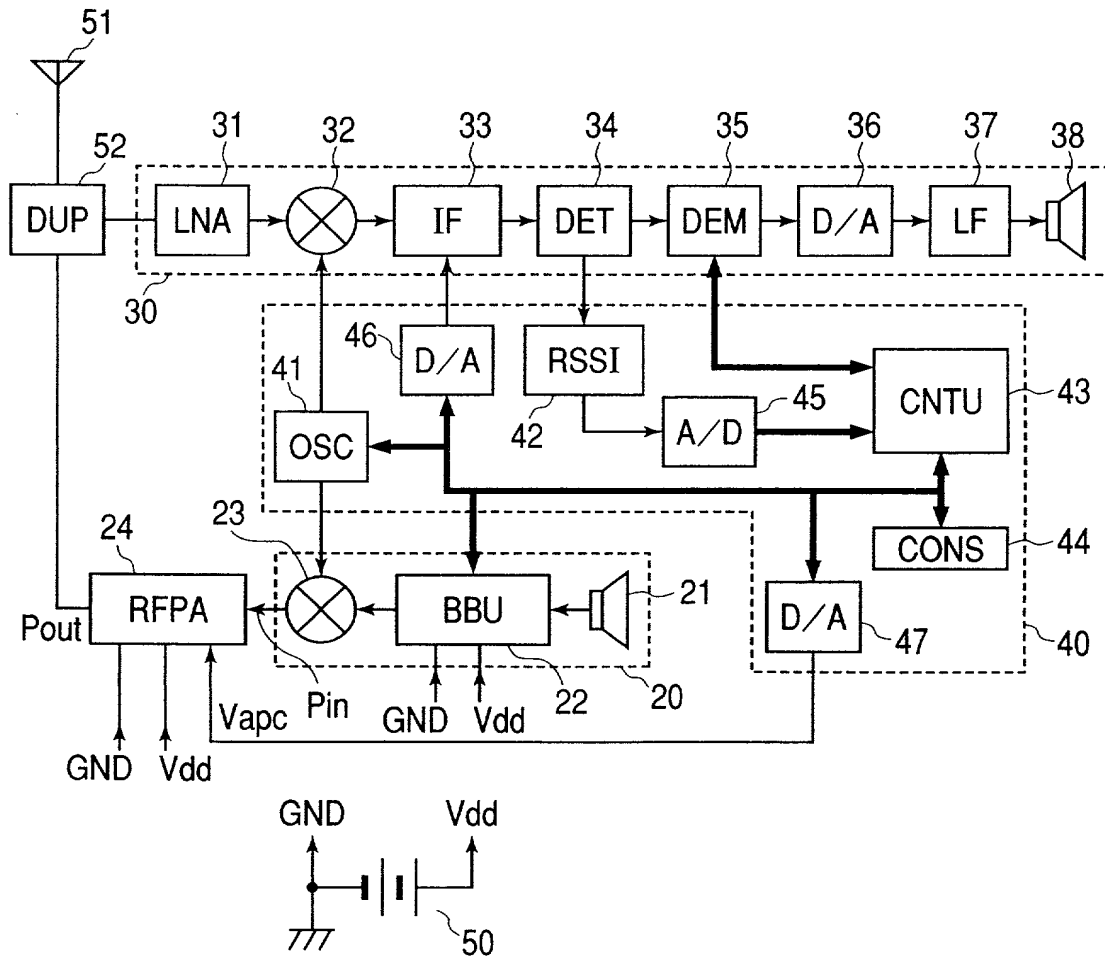 51
52
31
32
33
34
35
36
37
38
DUP
LNA
IF
DET
DEM
D/A
LF
30
46
D/A
RSSI
42
41
OSC
45
A/D
CNTU
43
CONS
44
24
23
RFPA
Pout
BBU
21
D/A
47
40
Pin
22
20
Vapc
GND
Vdd
GND
Vdd
GND
Vdd
50